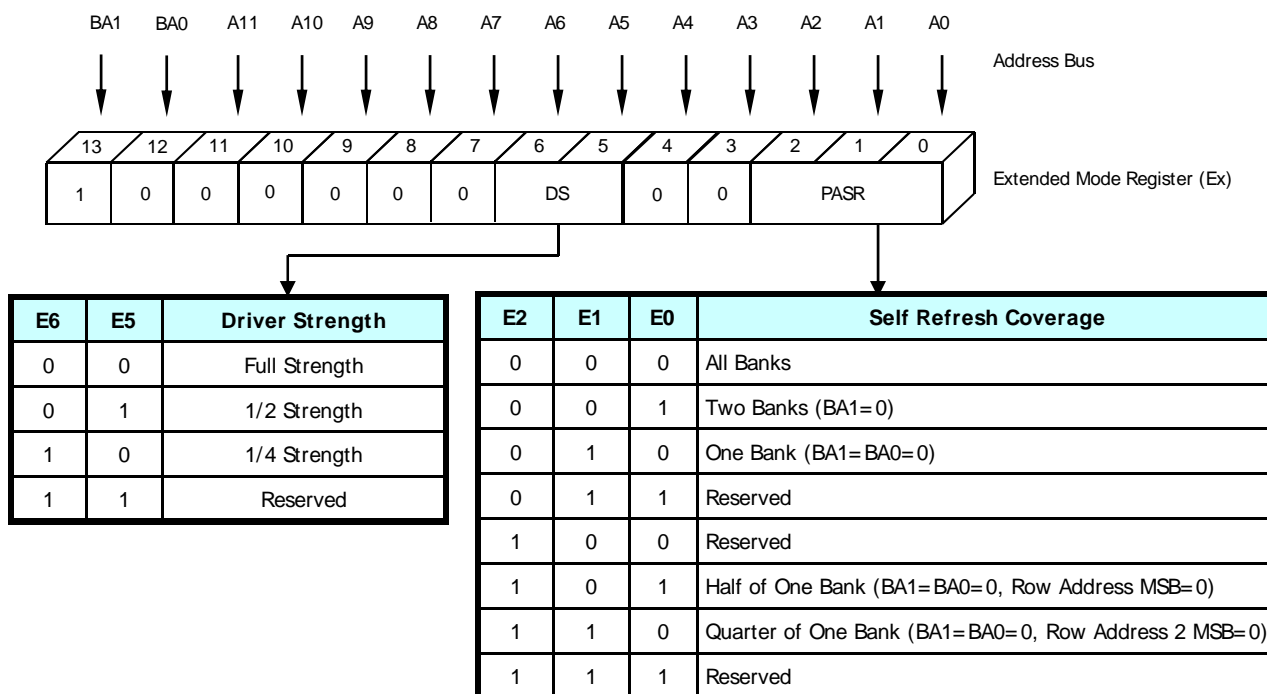 BA1 BA0 A11 A10 A9 A8 A7 A6 A5 A4 A3 A2 A1 A0
Address Bus
13 12 11 10 9 8 7 6 5 4 3 2 1 0
1 0 0 0 0 0 0 DS 0 0 PASR
Extended Mode Register (Ex)
E6 E5 Driver Strength
0 0 Full Strength
0 1 1/2 Strength
1 0 1/4 Strength
1 1 Reserved
E2 E1 E0 Self Refresh Coverage
0 0 0 All Banks
0 0 1 Two Banks (BA1=0)
0 1 0 One Bank (BA1=BA0=0)
0 1 1 Reserved
1 0 0 Reserved
1 0 1 Half of One Bank (BA1=BA0=0, Row Address MSB=0)
1 1 0 Quarter of One Bank (BA1=BA0=0, Row Address 2 MSB=0)
1 1 1 Reserved